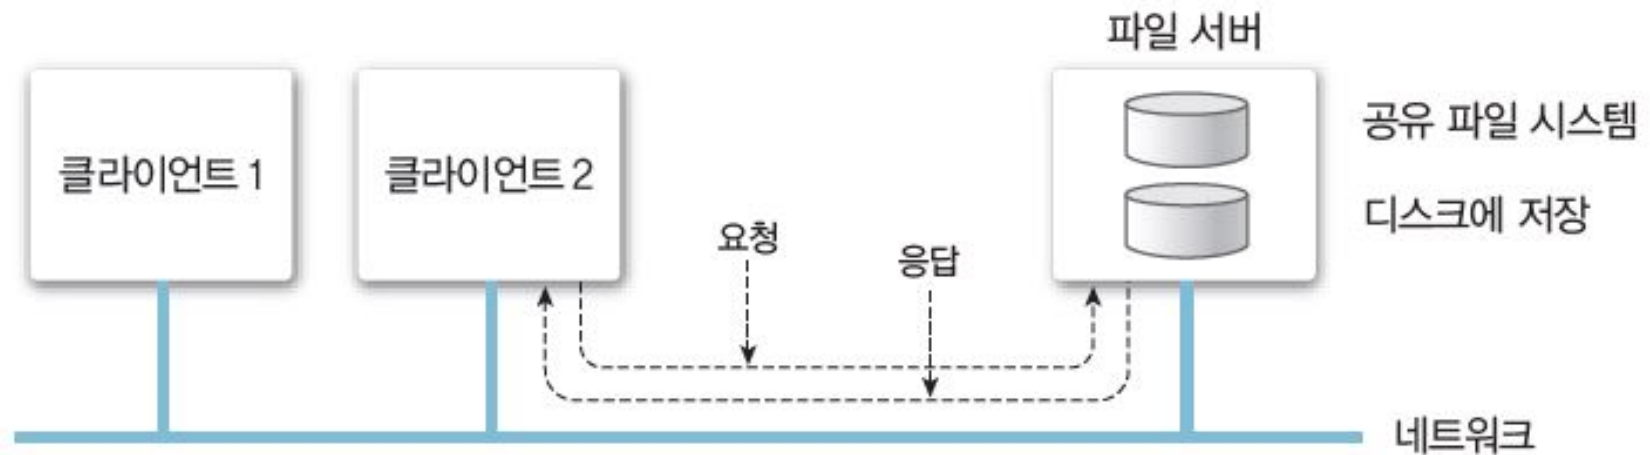 파일 서버
클라이언트 1
클라이언트 2
공유 파일 시스템
디스크에 저장
요청
응답
네트워크